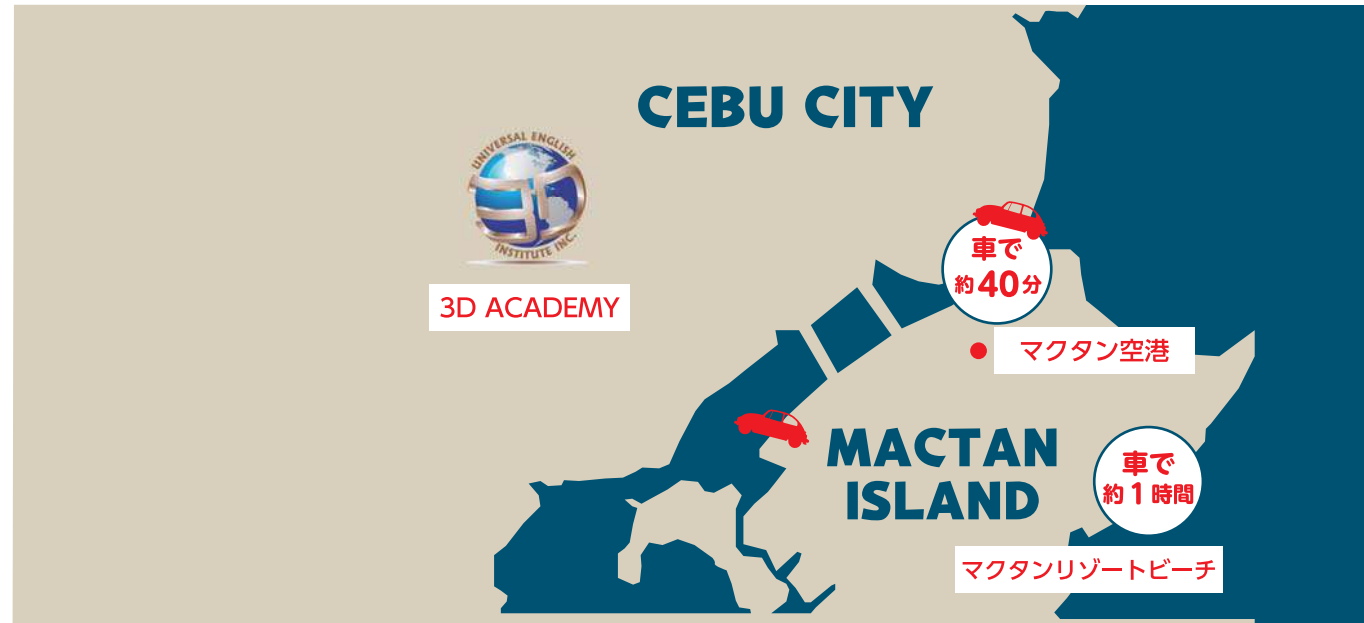 CEBU CITY
UNIVERSAL ENGLISH
3D
INSTITUTE INC.
3D ACADEMY
車で
約40分
マクタン空港
MACTAN
ISLAND
車で
約1時間
マクタンリゾートビーチ